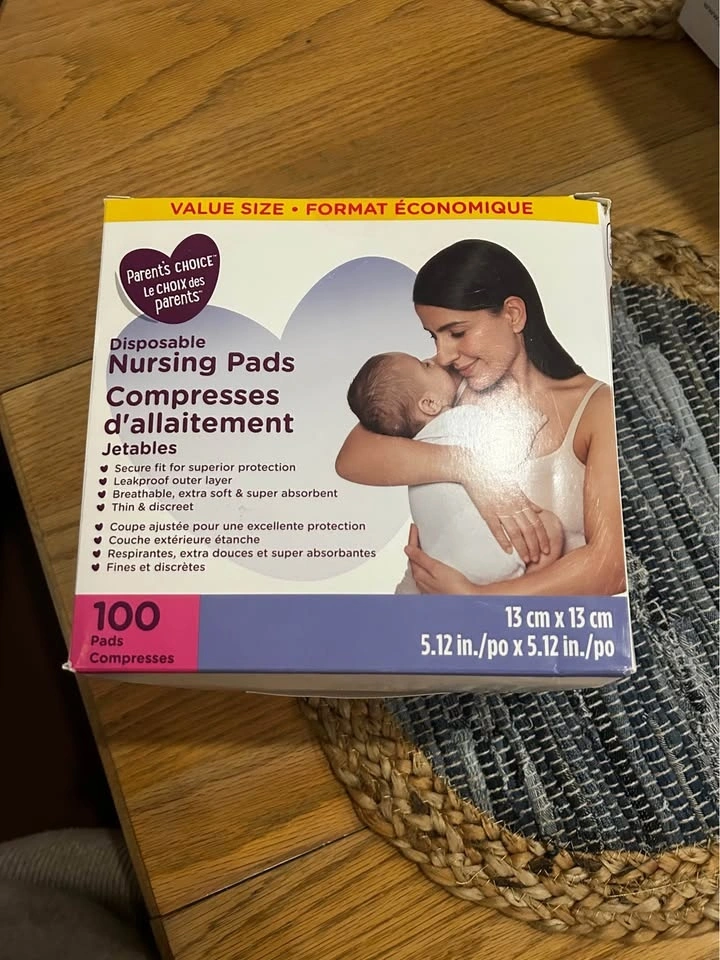 VALUE SIZE • FORMAT ÉCONOMIQUE
Parent's CHOICE™
Le CHOIX des
parents™
Disposable
Nursing Pads
Compresses
d'allaitement
Jetables
Secure fit for superior protection
Leakproof outer layer
Breathable, extra soft & super absorbent
Thin & discreet
Coupe ajustée pour une excellente protection
Couche extérieure étanche
Respirantes, extra douces et super absorbantes
Fines et discrètes
100
Pads
Compresses
13 cm x 13 cm
5.12 in./po x 5.12 in./po